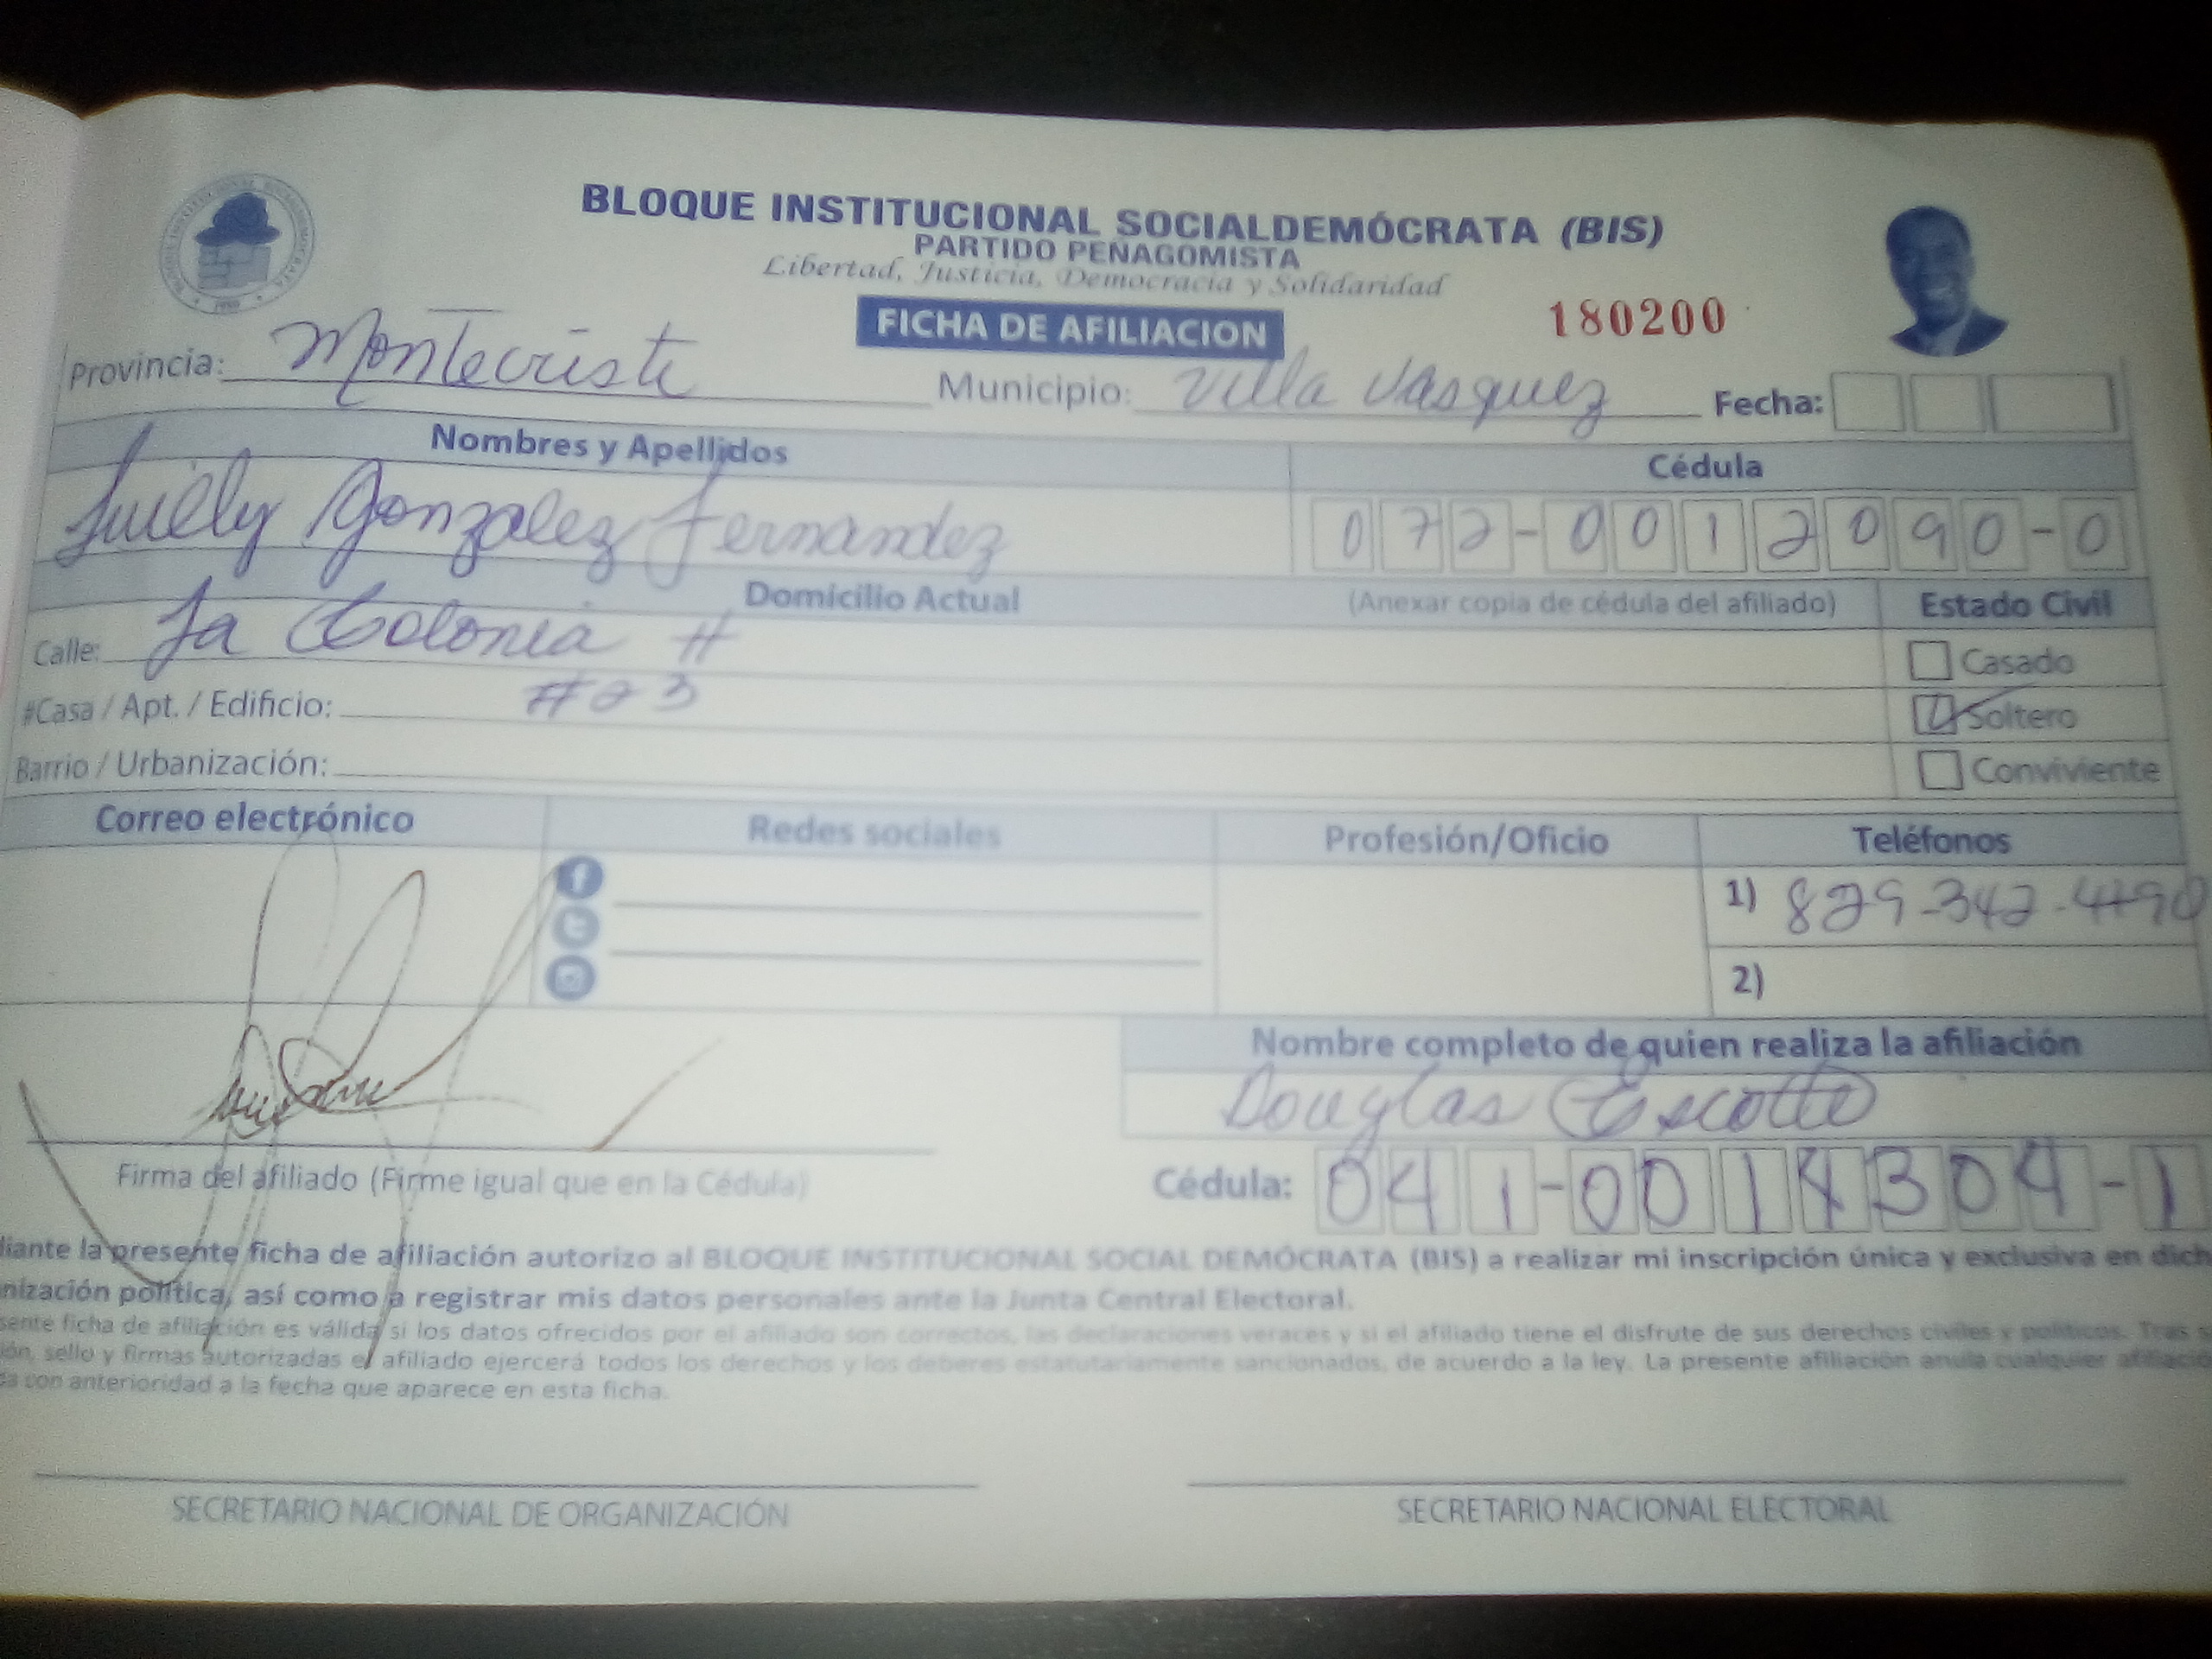 BLOQUE INSTITUCIONAL SOCIALDEMÓCRATA (BIS)
PARTIDO PEÑAGOMISTA
Libertad, Justicia, Democracia y Solidaridad
FICHA DE AFILIACION
180200
Provincia: Montecristi Municipio: Villa Vasquez Fecha:
Nombres y Apellidos Cédula
Gonzalez Fernandez 072-0012090-0
Domicilio Actual (Anexar copia de cédula del afiliado) Estado Civil
Calle: La Colonia #
Casado
#Casa / Apt. / Edificio: #23
Soltero
Barrio / Urbanización:
Conviviente
Correo electrónico Redes sociales Profesión/Oficio Teléfonos
1) 829-342-4490
2)
Nombre completo de quien realiza la afiliación
Douglas Escotto
Firma del afiliado (Firme igual que en la Cédula)
Cédula: 041-0014304-1
diante la presente ficha de afiliación autorizo al BLOQUE INSTITUCIONAL SOCIAL DEMÓCRATA (BIS) a realizar mi inscripción única y exclusiva en dich
nización política, así como a registrar mis datos personales ante la Junta Central Electoral.
sente ficha de afiliación es válida si los datos ofrecidos por el afiliado son correctos, las declaraciones veraces y si el afiliado tiene el disfrute de sus derechos civiles y políticos. Tras
ión, sello y firmas autorizadas el afiliado ejercerá todos los derechos y los deberes estatutariamente sancionados, de acuerdo a la ley. La presente afiliación anula cualquier afiliació
da con anterioridad a la fecha que aparece en esta ficha.
SECRETARIO NACIONAL DE ORGANIZACIÓN SECRETARIO NACIONAL ELECTORAL